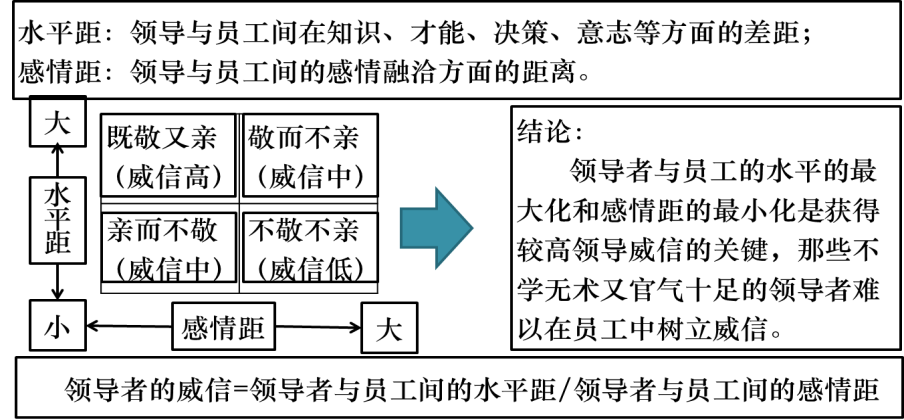 水平距：领导与员工间在知识、才能、决策、意志等方面的差距；
感情距：领导与员工间的感情融洽方面的距离。
大
水平距
小
既敬又亲
（威信高）
敬而不亲
（威信中）
亲而不敬
（威信中）
不敬不亲
（威信低）
感情距
大
结论：
领导者与员工的水平的最
大化和感情距的最小化是获得
较高领导威信的关键，那些不
学无术又官气十足的领导者难
以在员工中树立威信。
领导者的威信=领导者与员工间的水平距/领导者与员工间的感情距